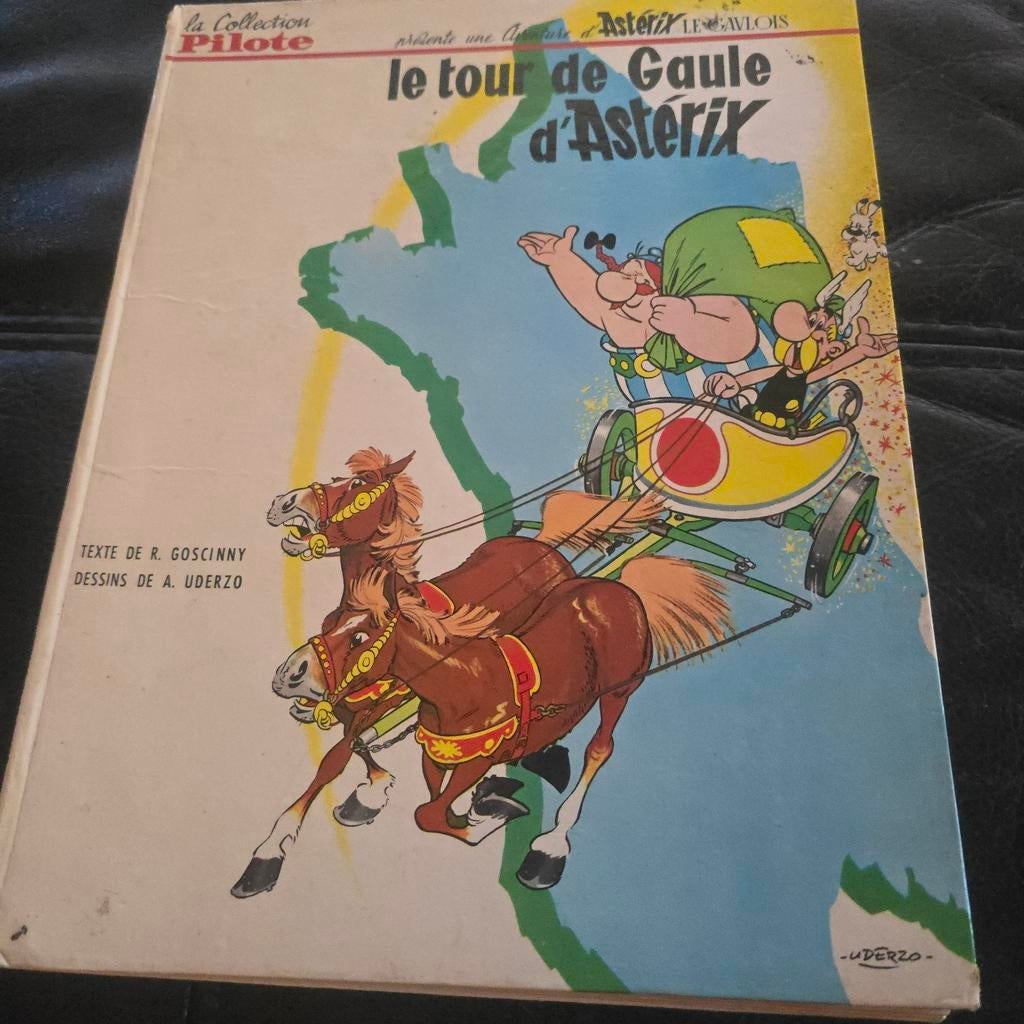 la Collection
Pilote
présente une Aventure d'Astérix LE GAVLOIS
le tour de Gaule
d'Astérix
TEXTE DE R. GOSCINNY
DESSINS DE A. UDERZO
-UDERZO-